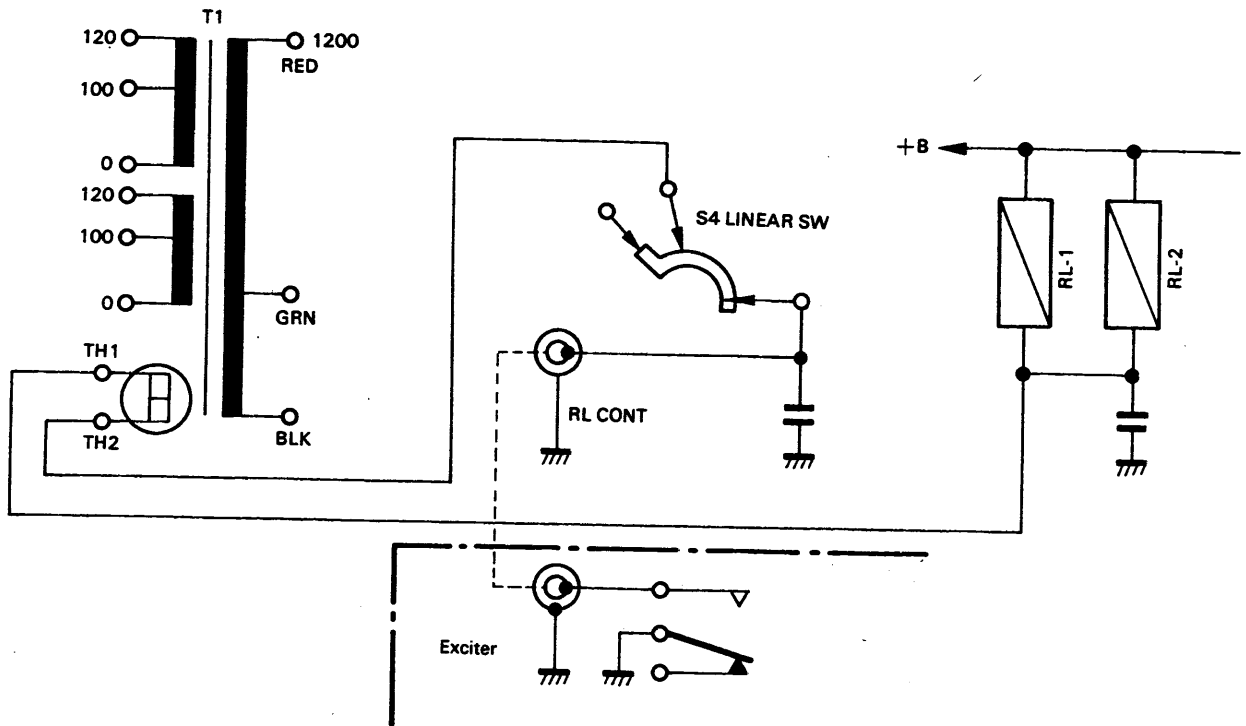 T1
120
100
0
120
100
0
1200
RED
GRN
BLK
TH1
TH2
S4 LINEAR SW
RL CONT
+B
RL-1
RL-2
Exciter